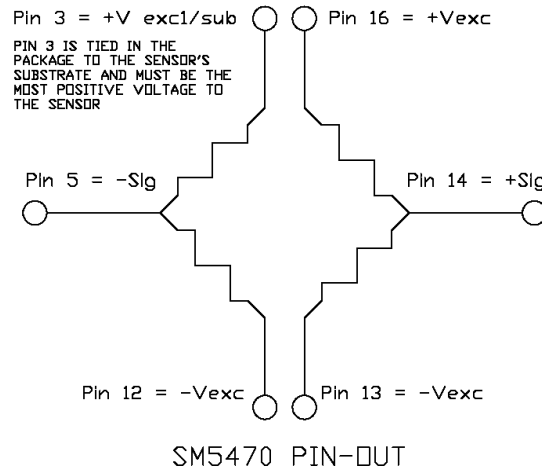 Pin 3 = +V exc1/sub
Pin 16 = +Vexc
PIN 3 IS TIED IN THE
PACKAGE TO THE SENSOR'S
SUBSTRATE AND MUST BE THE
MOST POSITIVE VOLTAGE TO
THE SENSOR
Pin 5 = -Sig
Pin 14 = +Sig
Pin 12 = -Vexc
Pin 13 = -Vexc
SM5470 PIN-OUT